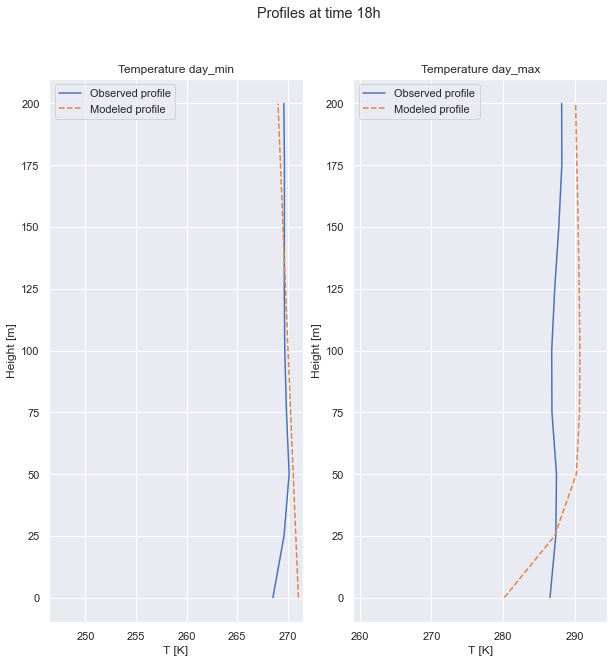 Profiles at time 18h
Temperature day_min
Observed profile
Modeled profile
200
175
150
125
100
75
50
25
0
Height [m]
250
255
260
265
270
T [K]
Temperature day_max
Observed profile
Modeled profile
200
175
150
125
100
75
50
25
0
Height [m]
260
270
280
290
T [K]